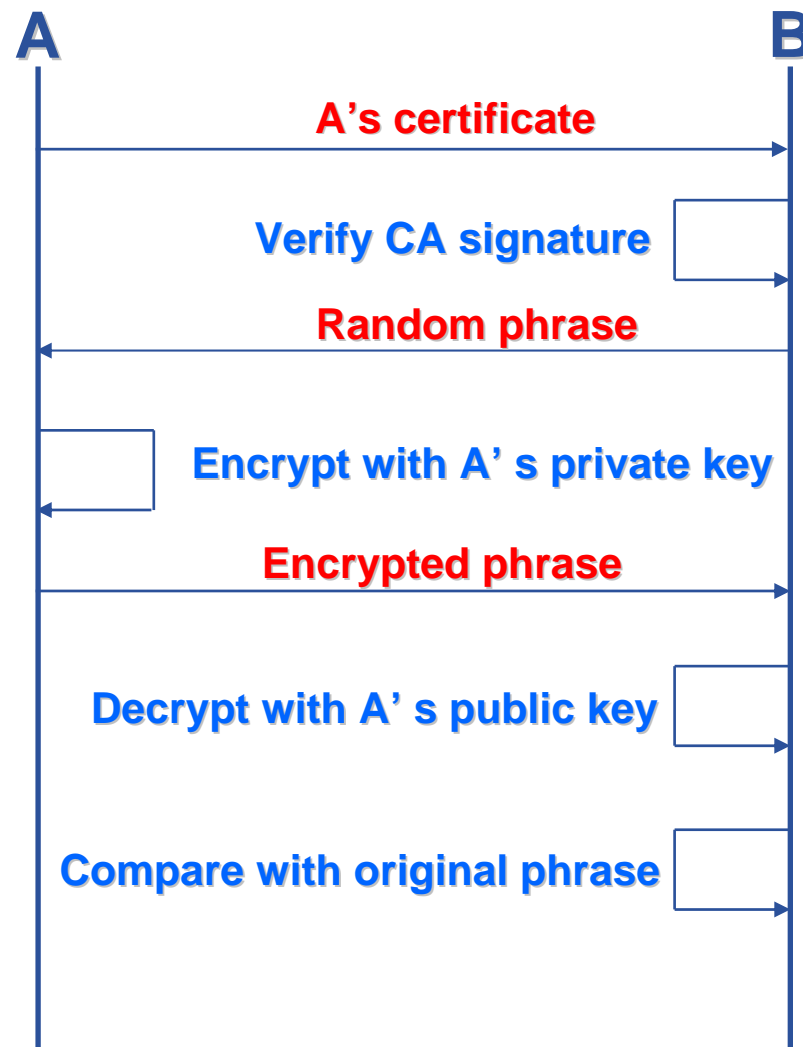 A
B
A’s certificate
Verify CA signature
Random phrase
Encrypt with A’ s private key
Encrypted phrase
Decrypt with A’ s public key
Compare with original phrase